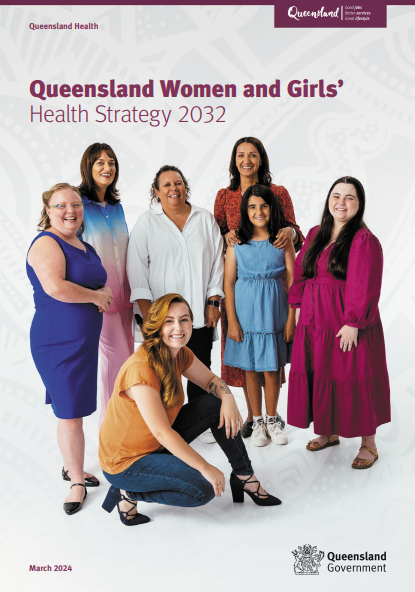 Queensland Health
Queensland
Good jobs
Better services
Great lifestyle
Queensland Women and Girls’
Health Strategy 2032
March 2024
Queensland
Government